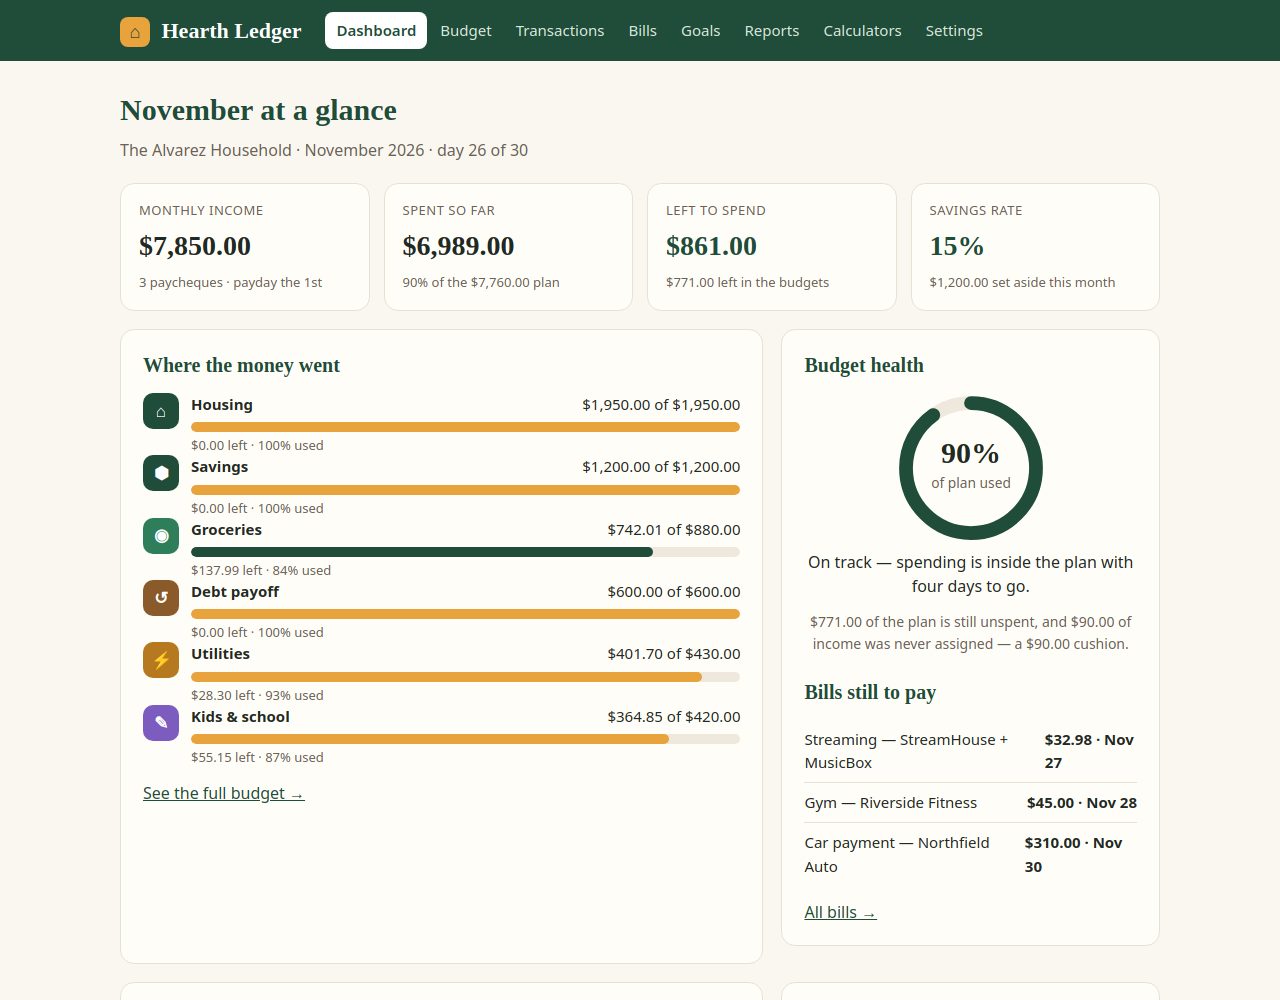 Hearth Ledger
Dashboard Budget Transactions Bills Goals Reports Calculators Settings
November at a glance
The Alvarez Household · November 2026 · day 26 of 30
MONTHLY INCOME
$7,850.00
3 paycheques · payday the 1st
SPENT SO FAR
$6,989.00
90% of the $7,760.00 plan
LEFT TO SPEND
$861.00
$771.00 left in the budgets
SAVINGS RATE
15%
$1,200.00 set aside this month
Where the money went
Housing $1,950.00 of $1,950.00
$0.00 left · 100% used
Savings $1,200.00 of $1,200.00
$0.00 left · 100% used
Groceries $742.01 of $880.00
$137.99 left · 84% used
Debt payoff $600.00 of $600.00
$0.00 left · 100% used
Utilities $401.70 of $430.00
$28.30 left · 93% used
Kids & school $364.85 of $420.00
$55.15 left · 87% used
See the full budget →
Budget health
90%
of plan used
On track — spending is inside the plan with
four days to go.
$771.00 of the plan is still unspent, and $90.00 of
income was never assigned — a $90.00 cushion.
Bills still to pay
Streaming — StreamHouse + $32.98 · Nov
MusicBox 27
Gym — Riverside Fitness $45.00 · Nov 28
Car payment — Northfield $310.00 · Nov
Auto 30
All bills →